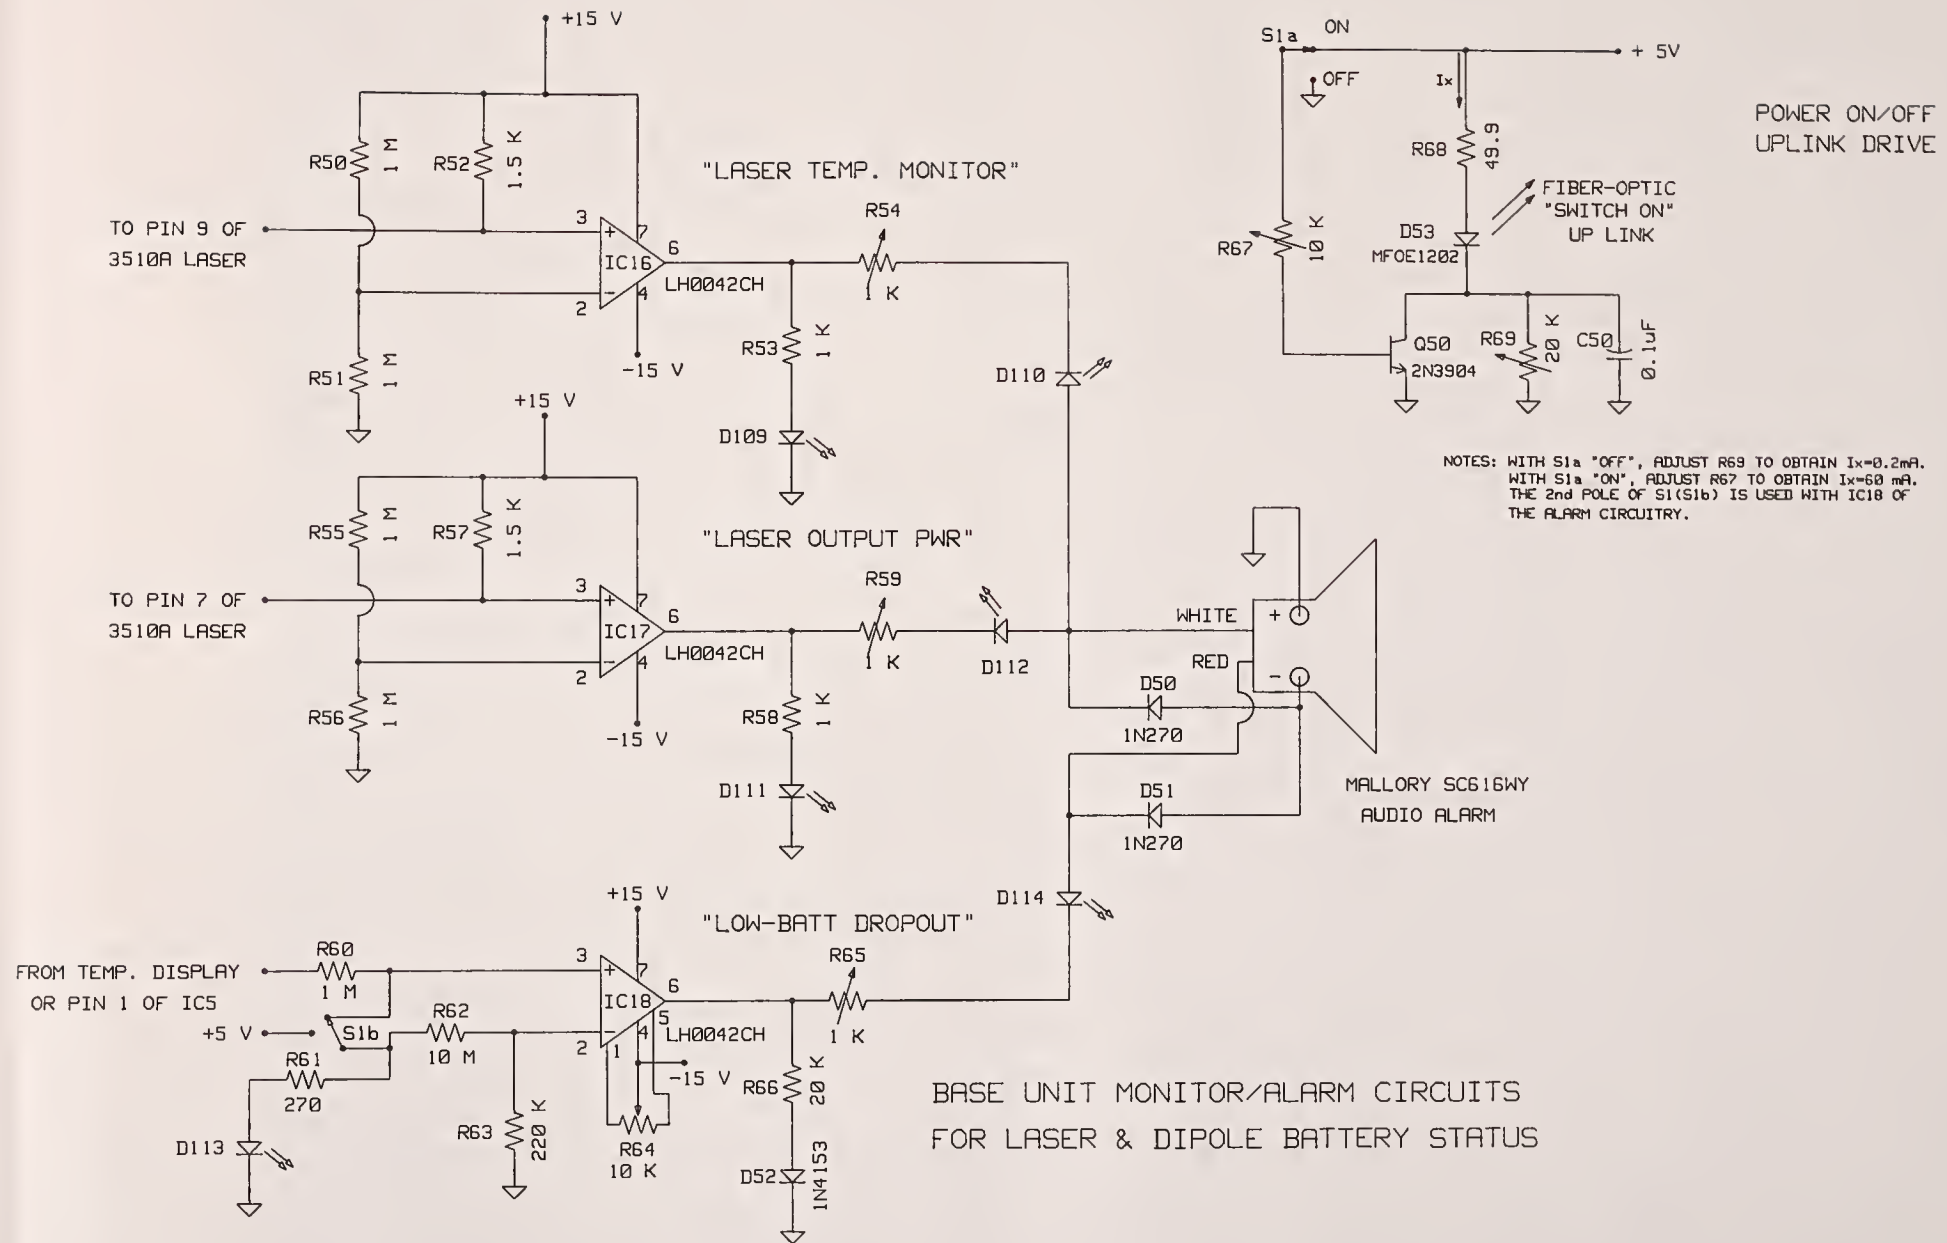 +15 V
R50
1 M
R52
1.5 K
"LASER TEMP. MONITOR"
TO PIN 9 OF
3510A LASER
3
+
7
IC16
6
LH0042CH
-
4
2
R54
1 K
R51
1 M
-15 V
R53
1 K
D109
D110
+15 V
R55
1 M
R57
1.5 K
"LASER OUTPUT PWR"
TO PIN 7 OF
3510A LASER
3
+
7
IC17
6
LH0042CH
-
4
2
R59
1 K
D112
R56
1 M
-15 V
R58
1 K
D111
WHITE
+
RED
-
D50
1N270
D51
1N270
MALLORY SC616WY
AUDIO ALARM
D114
+15 V
"LOW-BATT DROPOUT"
FROM TEMP. DISPLAY
OR PIN 1 OF IC5
R60
1 M
+5 V
S1b
R61
270
R62
10 M
3
+
7
IC18
6
5
LH0042CH
-
4
2
1
-15 V
R65
1 K
R63
220 K
R64
10 K
R66
20 K
D113
D52
1N4153
S1a
ON
OFF
+ 5V
Ix
R68
49.9
POWER ON/OFF
UPLINK DRIVE
FIBER-OPTIC
"SWITCH ON"
UP LINK
D53
MFOE1202
R67
10 K
Q50
2N3904
R69
20 K
C50
0.1uF
NOTES: WITH S1a "OFF", ADJUST R69 TO OBTAIN Ix=0.2mA.
WITH S1a "ON", ADJUST R67 TO OBTAIN Ix=60 mA.
THE 2nd POLE OF S1(S1b) IS USED WITH IC18 OF
THE ALARM CIRCUITRY.
BASE UNIT MONITOR/ALARM CIRCUITS
FOR LASER & DIPOLE BATTERY STATUS